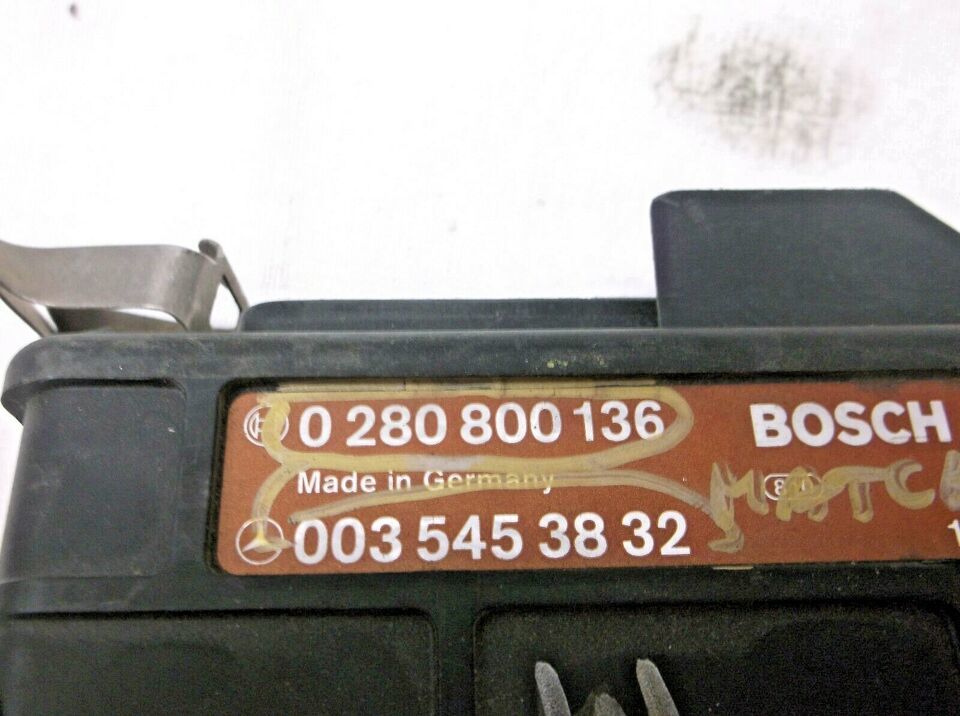 0 280 800 136 BOSCH
Made in Germany
MATCH
003 545 38 32